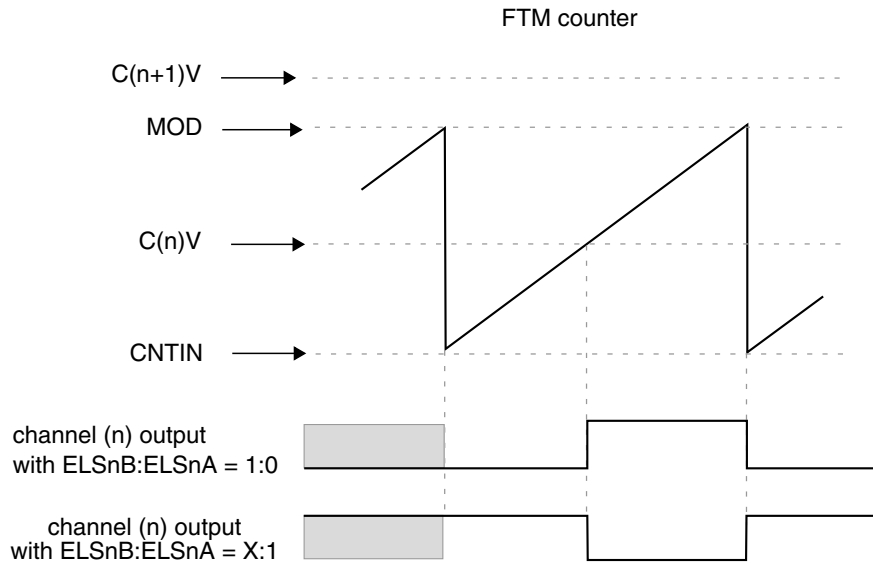 FTM counter
C(n+1)V
MOD
C(n)V
CNTIN
channel (n) output
with ELSnB:ELSnA = 1:0
channel (n) output
with ELSnB:ELSnA = X:1